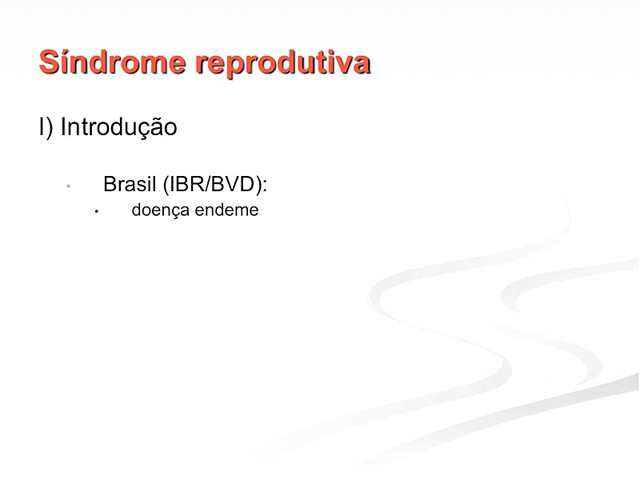 Síndrome reprodutiva
I) Introdução
• Brasil (IBR/BVD):
• doença endeme